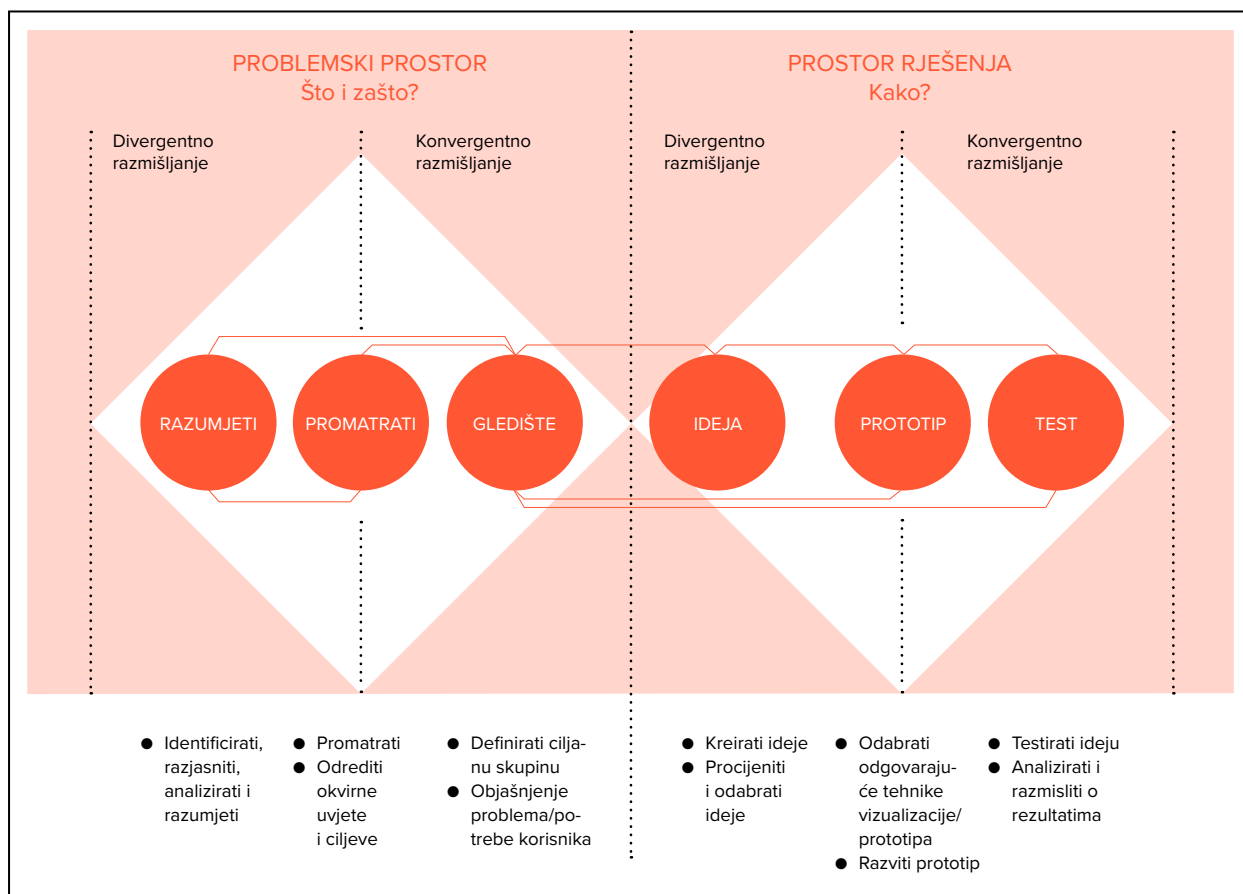 PROBLEMSKI PROSTOR
Što i zašto?
PROSTOR RJEŠENJA
Kako?
Divergentno
razmišljanje
Konvergentno
razmišljanje
Divergentno
razmišljanje
Konvergentno
razmišljanje
RAZUMJETI
PROMATRATI
GLEDIŠTE
IDEJA
PROTOTIP
TEST
● Identificirati,
razjasniti,
analizirati i
razumjeti
● Promatrati
● Odrediti
okvirne
uvjete
i ciljeve
● Definirati cilja-
nu skupinu
● Objašnjenje
problema/po-
trebe korisnika
● Kreirati ideje
● Procijeniti
i odabrati
ideje
● Odabrati
odgovaraju-
će tehnike
vizualizacije/
prototipa
● Razviti prototip
● Testirati ideju
● Analizirati i
razmisliti o
rezultatima